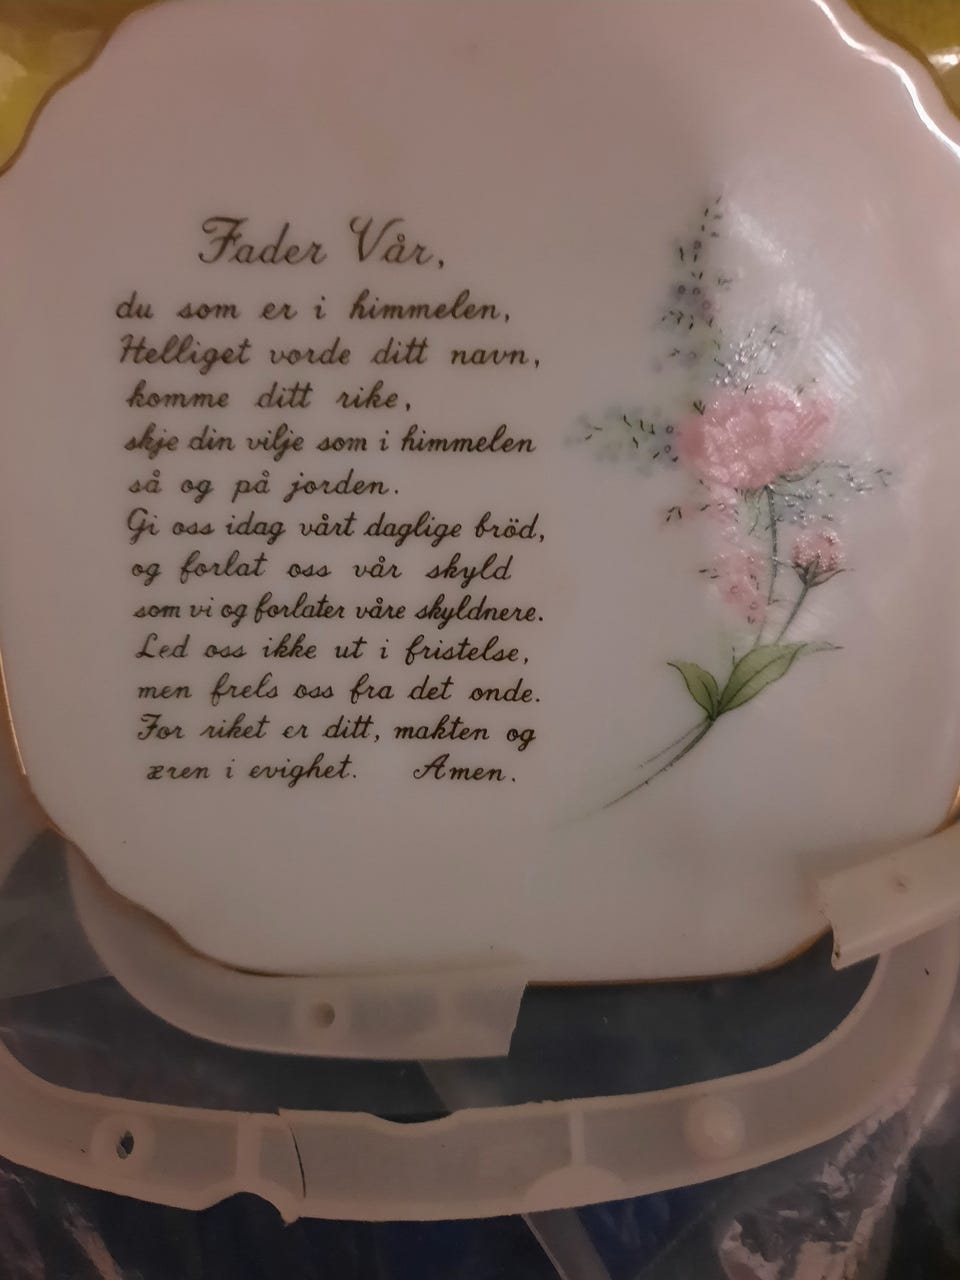 Fader Vår,
du som er i himmelen,
Helliget vorde ditt navn,
komme ditt rike,
skje din vilje som i himmelen
så og på jorden.
Gi oss idag vårt daglige bröd,
og forlat oss vår skyld
som vi og forlater våre skyldnere.
Led oss ikke ut i fristelse,
men frels oss fra det onde.
For riket er ditt, makten og
æren i evighet. Amen.